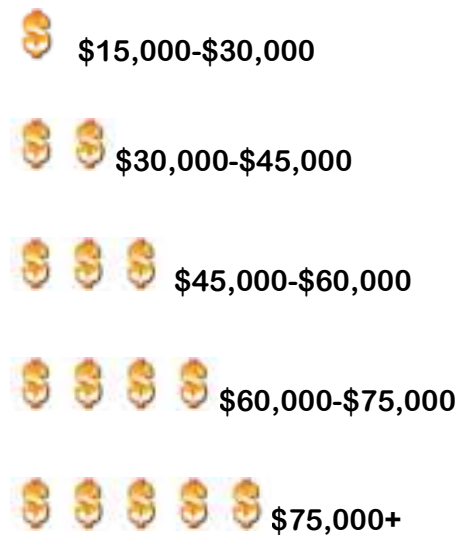 $ $15,000-$30,000
$ $ $30,000-$45,000
$ $ $ $45,000-$60,000
$ $ $ $ $60,000-$75,000
$ $ $ $ $ $75,000+